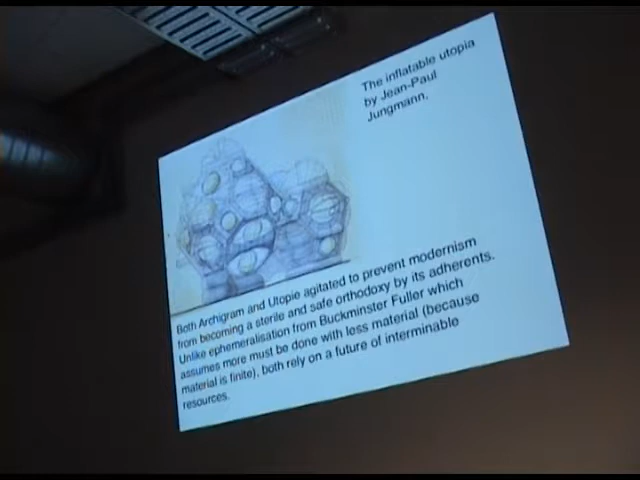 The inflatable utopia
by Jean-Paul
Jungmann.
Both Archigram and Utopie agitated to prevent modernism
from becoming a sterile and safe orthodoxy by its adherents.
Unlike ephemeralisation from Buckminster Fuller which
assumes more must be done with less material (because
material is finite), both rely on a future of interminable
resources.